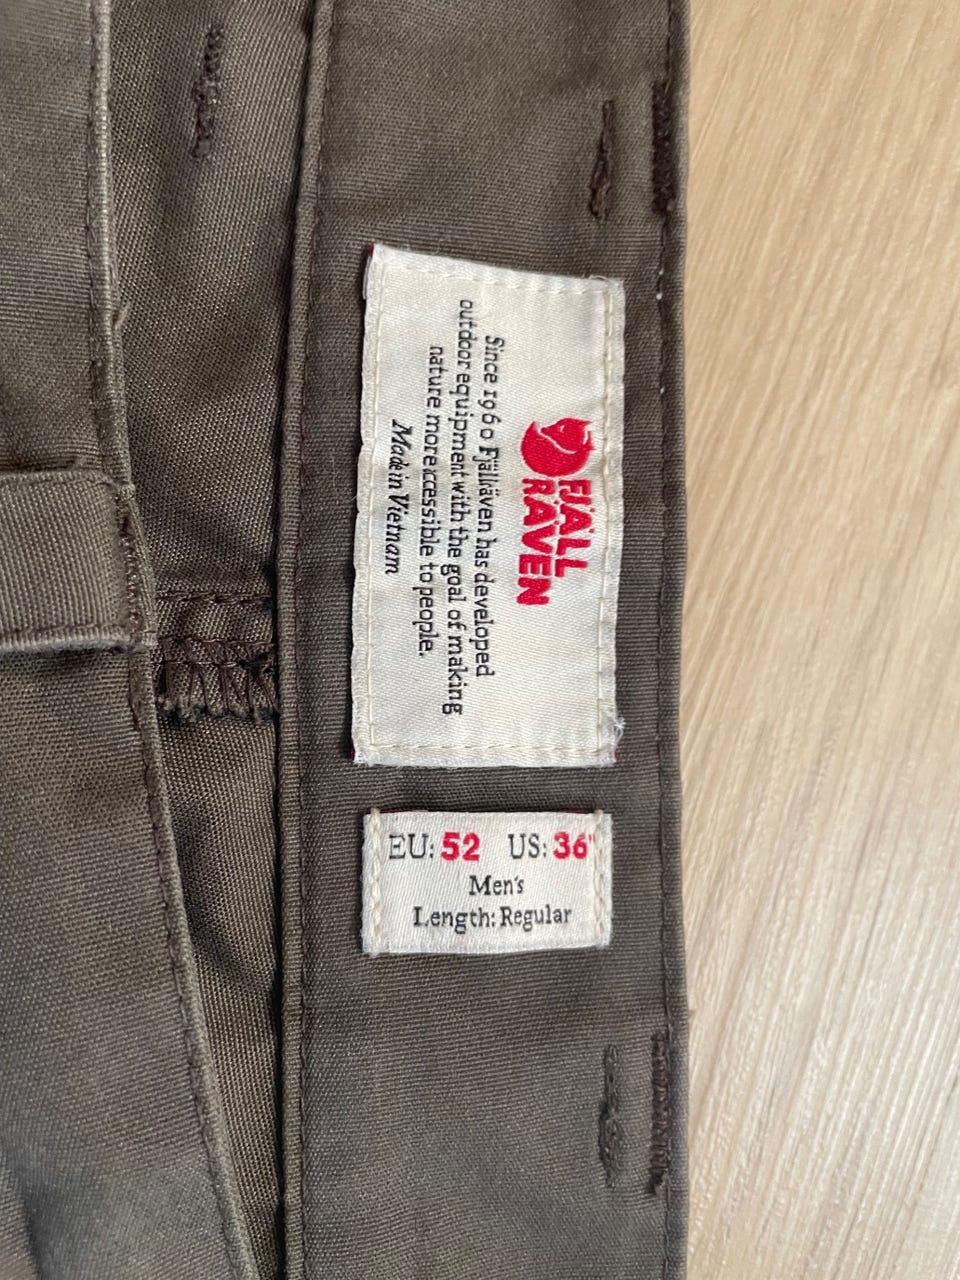 FJÄLL
RÄVEN
Since 1960 Fjällräven has developed
outdoor equipment with the goal of making
nature more accessible to people.
Made in Vietnam
EU: 52 US: 36"
Men's
Length: Regular